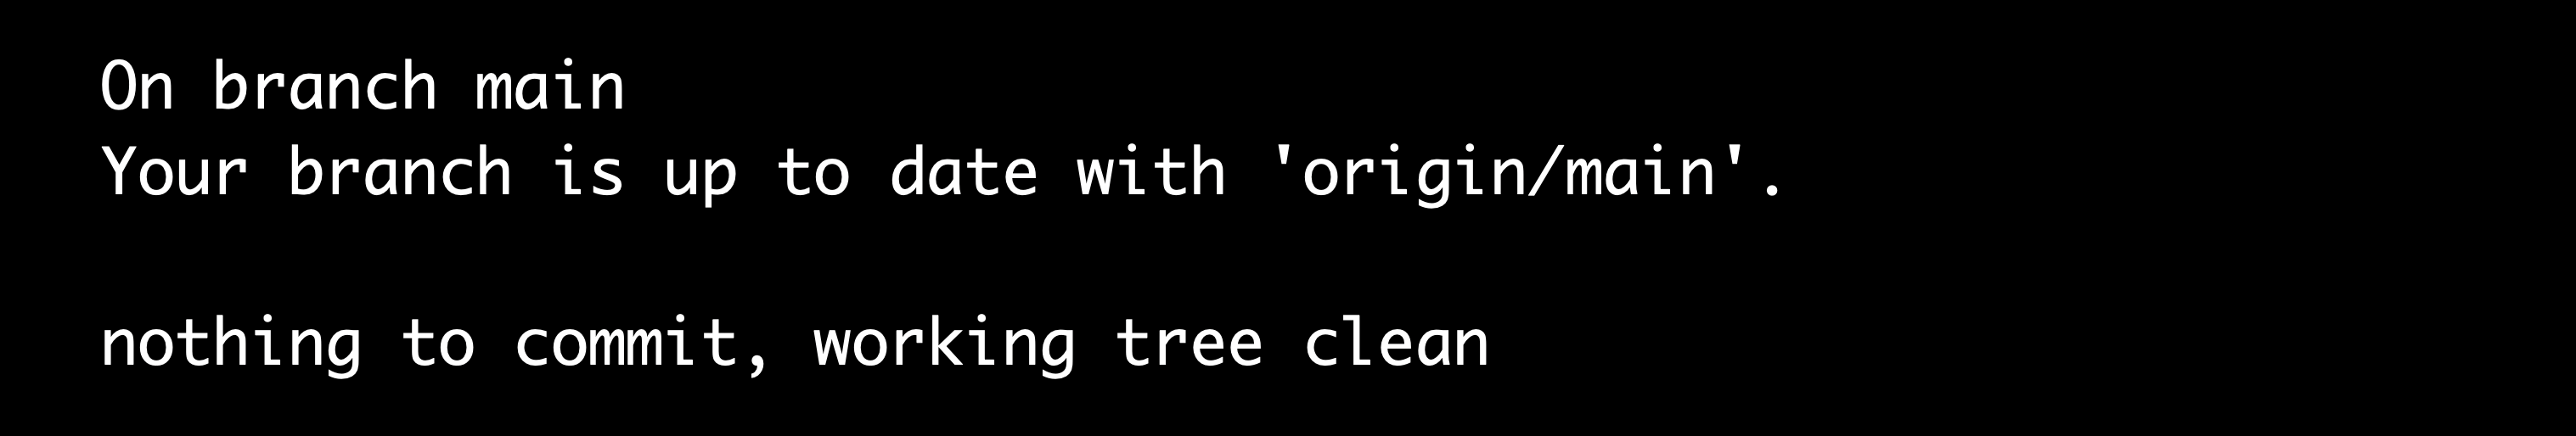 On branch main
Your branch is up to date with 'origin/main'.

nothing to commit, working tree clean